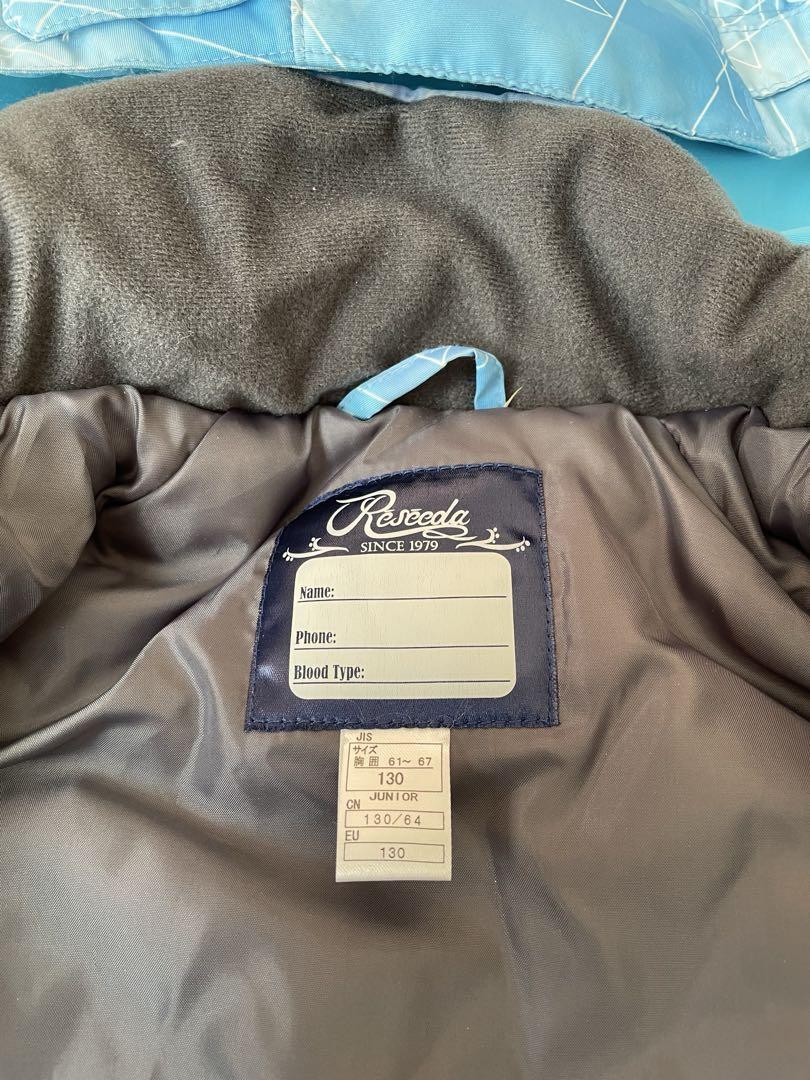 Resēēda
SINCE 1979
Name:
Phone:
Blood Type:
JIS
サイズ
胸囲 61～ 67
130
JUNIOR
CN
130/64
EU
130